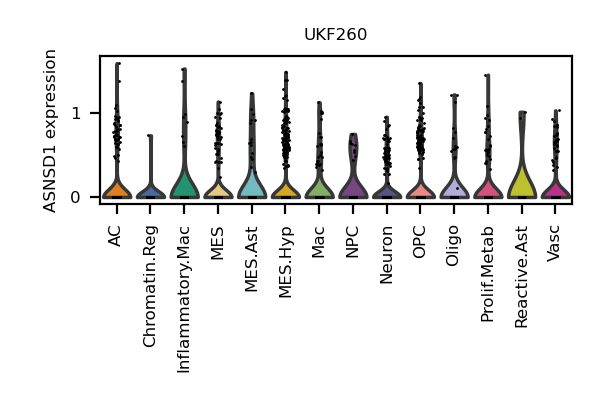 UKF260
ASNSD1 expression
1
0
AC
Chromatin.Reg
Inflammatory.Mac
MES
MES.Ast
MES.Hyp
Mac
NPC
Neuron
OPC
Oligo
Prolif.Metab
Reactive.Ast
Vasc